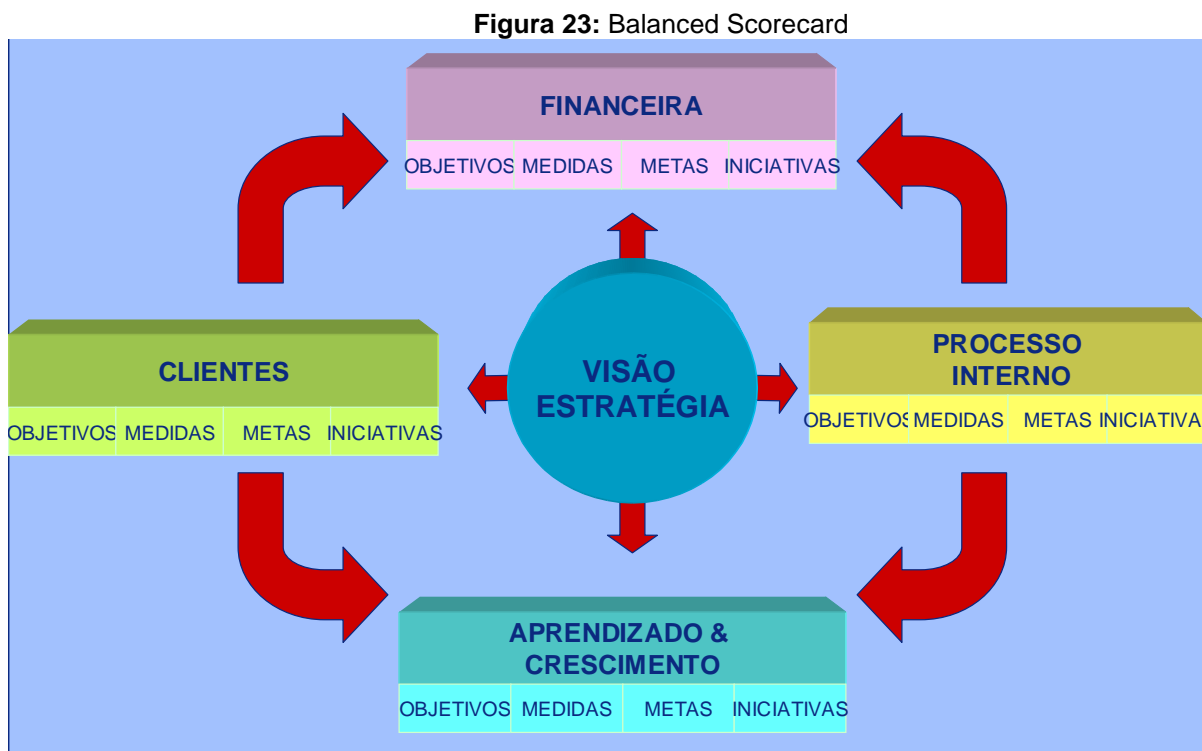 Figura 23: Balanced Scorecard
FINANCEIRA
OBJETIVOS MEDIDAS METAS INICIATIVAS
CLIENTES
OBJETIVOS MEDIDAS METAS INICIATIVAS
VISÃO
ESTRATÉGIA
PROCESSO
INTERNO
OBJETIVOS MEDIDAS METAS INICIATIVA
APRENDIZADO &
CRESCIMENTO
OBJETIVOS MEDIDAS METAS INICIATIVAS